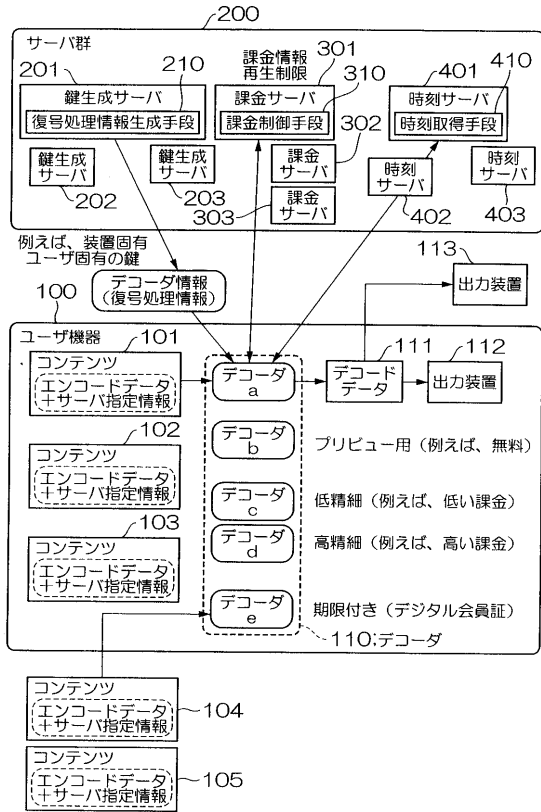 200
サーバ群
201
210
鍵生成サーバ
復号処理情報生成手段
鍵生成
サーバ
202
鍵生成
サーバ
203
課金情報
再生制限
301
310
課金サーバ
課金制御手段
302
課金
サーバ
303
課金
サーバ
401
410
時刻サーバ
時刻取得手段
時刻サーバ
402
時刻サーバ
403
例えば、装置固有
ユーザ固有の鍵
デコーダ情報
(復号処理情報)
113
出力装置
100
ユーザ機器
101
コンテンツ
エンコードデータ
+サーバ指定情報
デコーダ
a
111
デコード
データ
112
出力装置
102
コンテンツ
エンコードデータ
+サーバ指定情報
デコーダ
b
プリビュー用(例えば、無料)
103
コンテンツ
エンコードデータ
+サーバ指定情報
デコーダ
c
低精細(例えば、低い課金)
デコーダ
d
高精細(例えば、高い課金)
デコーダ
e
期限付き(デジタル会員証)
110;デコーダ
コンテンツ
エンコードデータ
+サーバ指定情報
104
コンテンツ
エンコードデータ
+サーバ指定情報
105